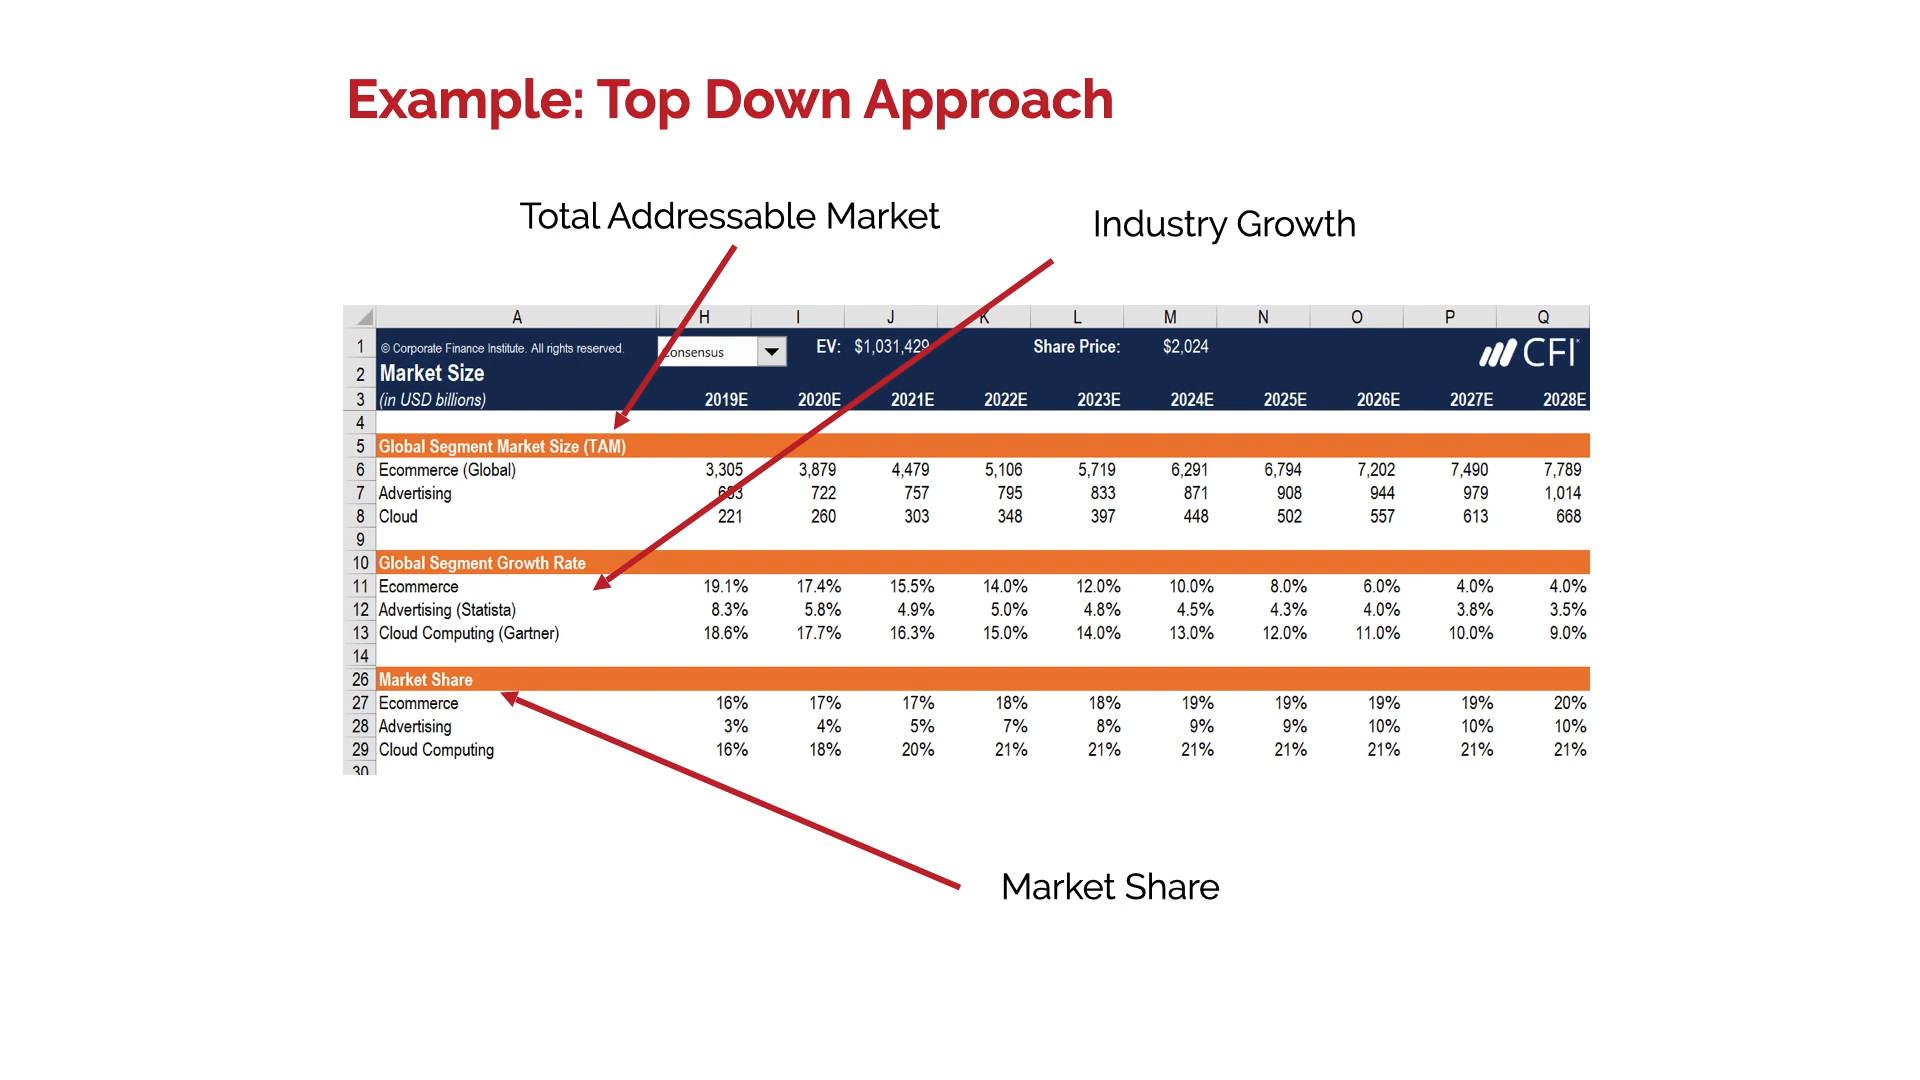 Example: Top Down Approach
Total Addressable Market
Industry Growth
A H I J K L M N O P Q
1 © Corporate Finance Institute. All rights reserved. Consensus EV: $1,031,429 Share Price: $2,024 CFI
2 Market Size
3 (in USD billions) 2019E 2020E 2021E 2022E 2023E 2024E 2025E 2026E 2027E 2028E
4
5 Global Segment Market Size (TAM)
6 Ecommerce (Global) 3,305 3,879 4,479 5,106 5,719 6,291 6,794 7,202 7,490 7,789
7 Advertising 722 757 795 833 871 908 944 979 1,014
8 Cloud 221 260 303 348 397 448 502 557 613 668
9
10 Global Segment Growth Rate
11 Ecommerce 19.1% 17.4% 15.5% 14.0% 12.0% 10.0% 8.0% 6.0% 4.0% 4.0%
12 Advertising (Statista) 8.3% 5.8% 4.9% 5.0% 4.8% 4.5% 4.3% 4.0% 3.8% 3.5%
13 Cloud Computing (Gartner) 18.6% 17.7% 16.3% 15.0% 14.0% 13.0% 12.0% 11.0% 10.0% 9.0%
14
26 Market Share
27 Ecommerce 16% 17% 17% 18% 18% 19% 19% 19% 19% 20%
28 Advertising 3% 4% 5% 7% 8% 9% 9% 10% 10% 10%
29 Cloud Computing 16% 18% 20% 21% 21% 21% 21% 21% 21% 21%
30
Market Share